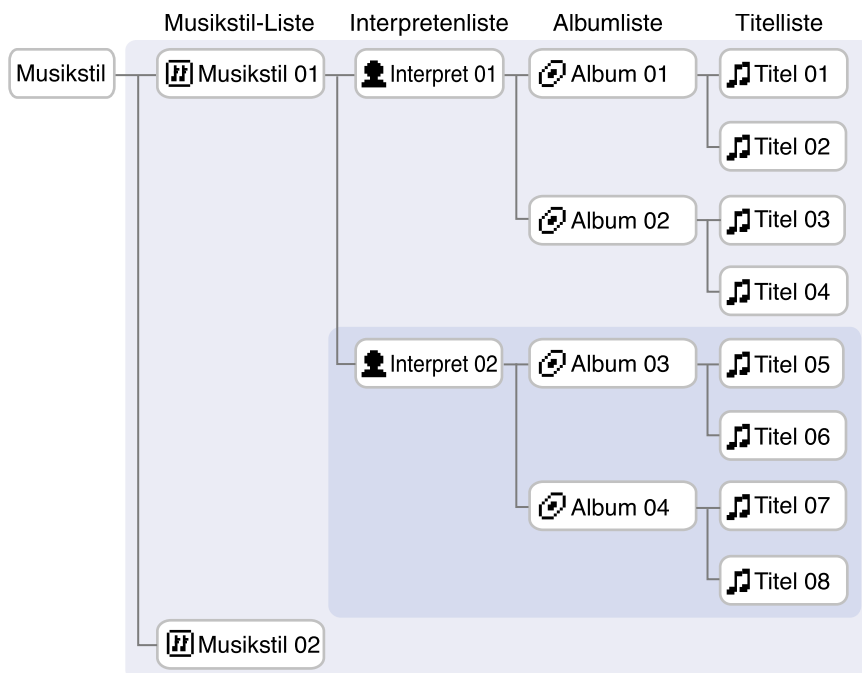 Musikstil-Liste Interpretenliste Albumliste Titelliste
Musikstil Musikstil 01 Interpret 01 Album 01 Titel 01
Titel 02
Album 02 Titel 03
Titel 04
Interpret 02 Album 03 Titel 05
Titel 06
Album 04 Titel 07
Titel 08
Musikstil 02